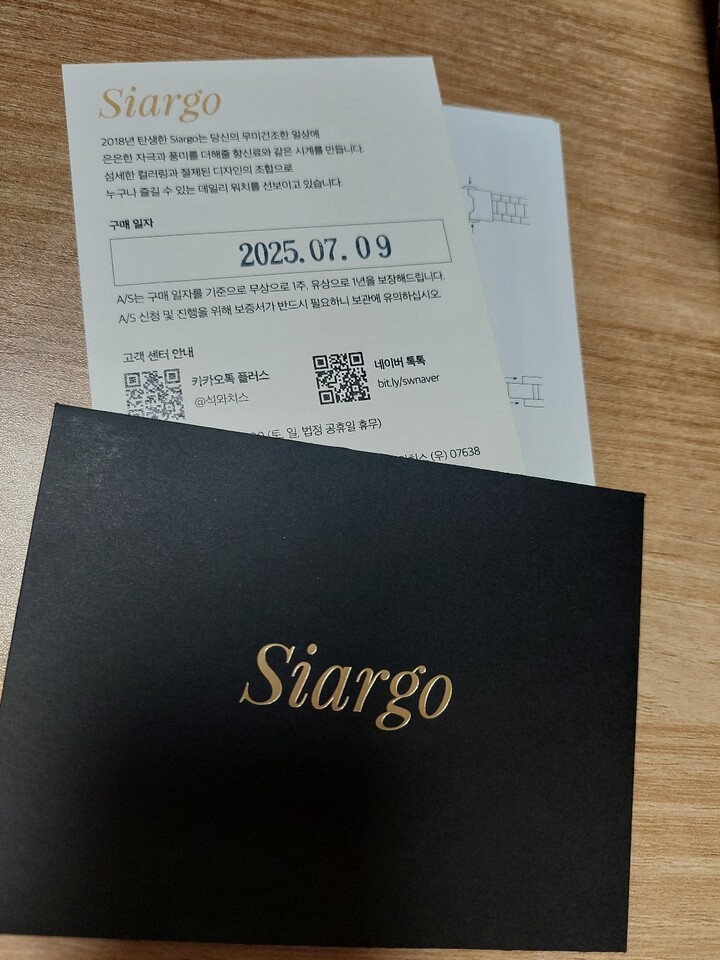 Siargo
2018년 탄생한 Siargo는 당신의 무미건조한 일상에
은은한 자극과 풍미를 더해줄 향신료와 같은 시계를 만듭니다.
섬세한 컬러링과 절제된 디자인의 조합으로
누구나 즐길 수 있는 데일리 워치를 선보이고 있습니다.
구매 일자
2025.07.09
A/S는 구매 일자를 기준으로 무상으로 1주, 유상으로 1년을 보장해드립니다.
A/S 신청 및 진행을 위해 보증서가 반드시 필요하니 보관에 유의하십시오.
고객 센터 안내
카카오톡 플러스
@석와치스
네이버 톡톡
bit.ly/swnaver
(토, 일, 법정 공휴일 휴무)
(우) 07638
Siargo